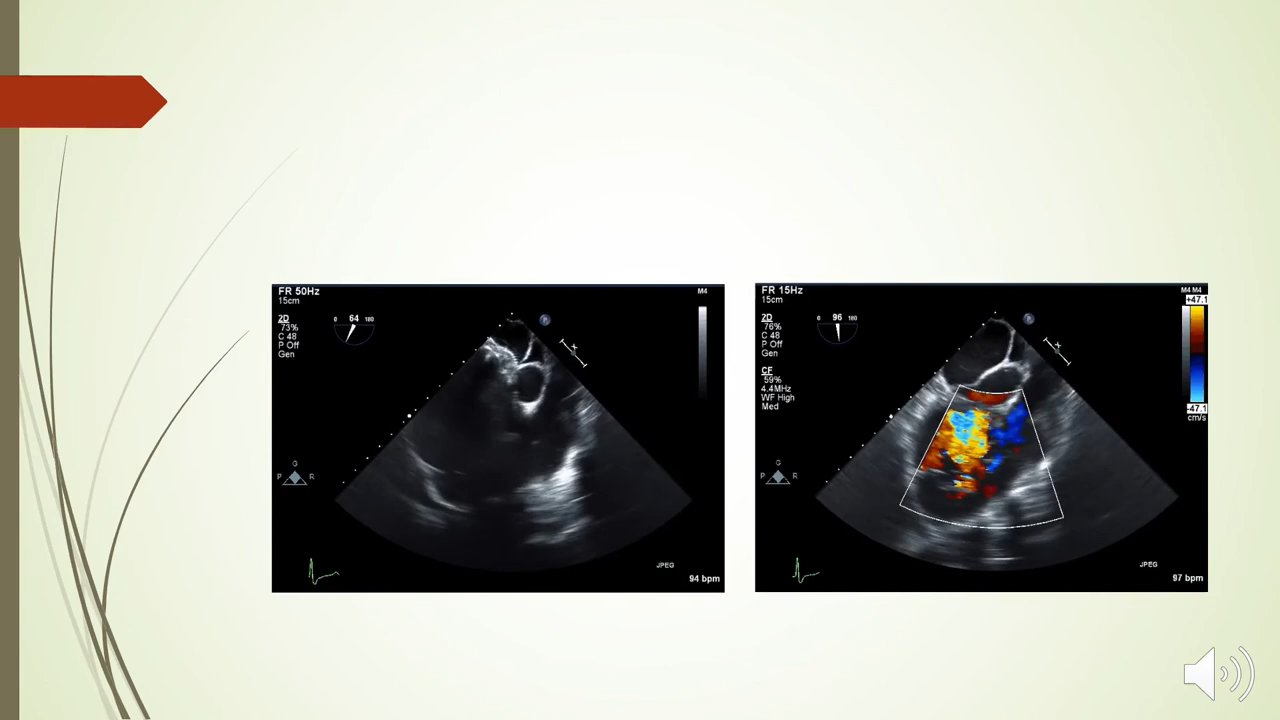 FR 50Hz
15cm
M4
2D
73%
C 48
P Off
Gen
0 64 180
X
G
P R
JPEG
94 bpm
FR 15Hz
15cm
M4 M4
+47.1
2D
76%
C 48
P Off
Gen
CF
59%
4.4MHz
WF High
Med
0 96 180
X
-47.1
cm/s
G
P R
JPEG
97 bpm